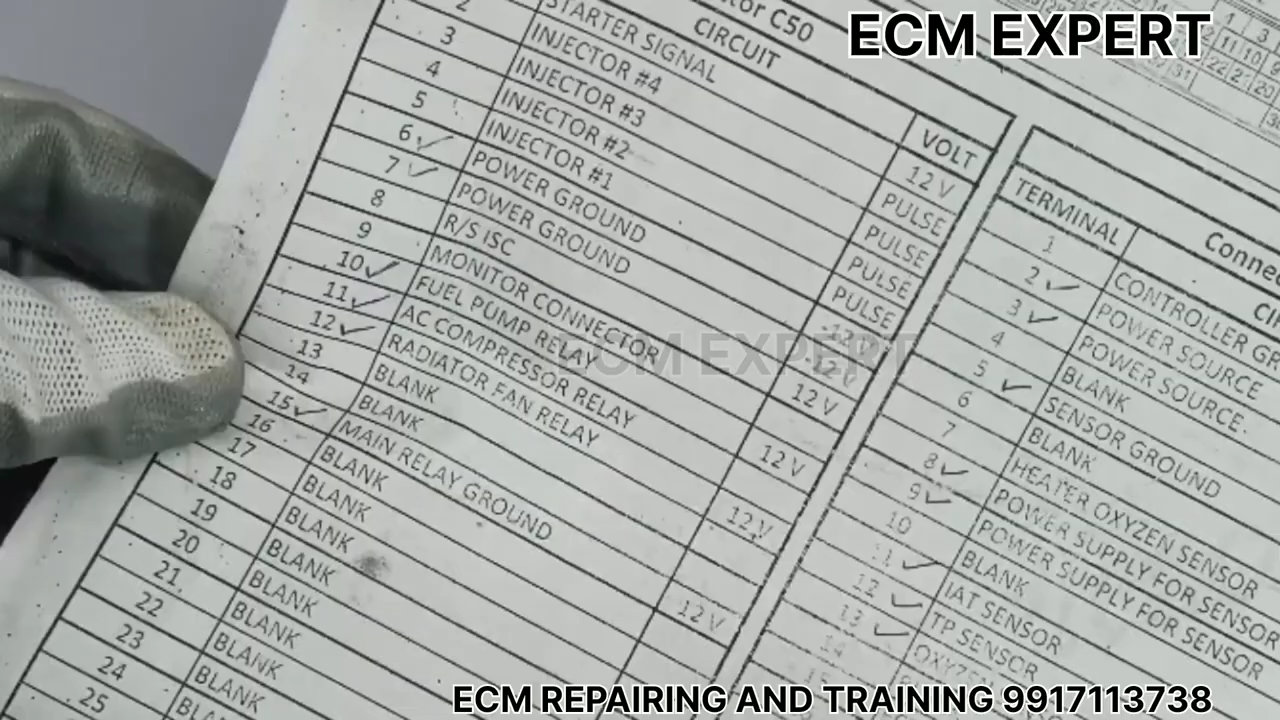 ECM EXPERT
tor C50
CIRCUIT VOLT
STARTER SIGNAL 12 V
2 INJECTOR #4 PULSE
3 INJECTOR #3 PULSE
4 INJECTOR #2 PULSE
5 INJECTOR #1 PULSE
6 POWER GROUND
7 POWER GROUND
8 R/S ISC 12 V
9 MONITOR CONNECTOR
10 FUEL PUMP RELAY 12 V
11 AC COMPRESSOR RELAY
12 RADIATOR FAN RELAY 12 V
13 BLANK
14 BLANK
15 MAIN RELAY GROUND 12 V
16 BLANK
17 BLANK
18 BLANK
19 BLANK
20 BLANK
21 BLANK
22 BLANK
23 BLANK
24
25
Conne
TERMINAL CI
1 CONTROLLER GR
2 POWER SOURCE
3 POWER SOURCE.
4 BLANK
5 SENSOR GROUND
6 BLANK
7 HEATER OXYZEN SENSOR
8 POWER SUPPLY FOR SENSOR
9 POWER SUPPLY FOR SENSOR
10 BLANK
11 IAT SENSOR
12 TP SENSOR
13 OXYZEN
14
ECM EXPERT
ECM REPAIRING AND TRAINING 9917113738